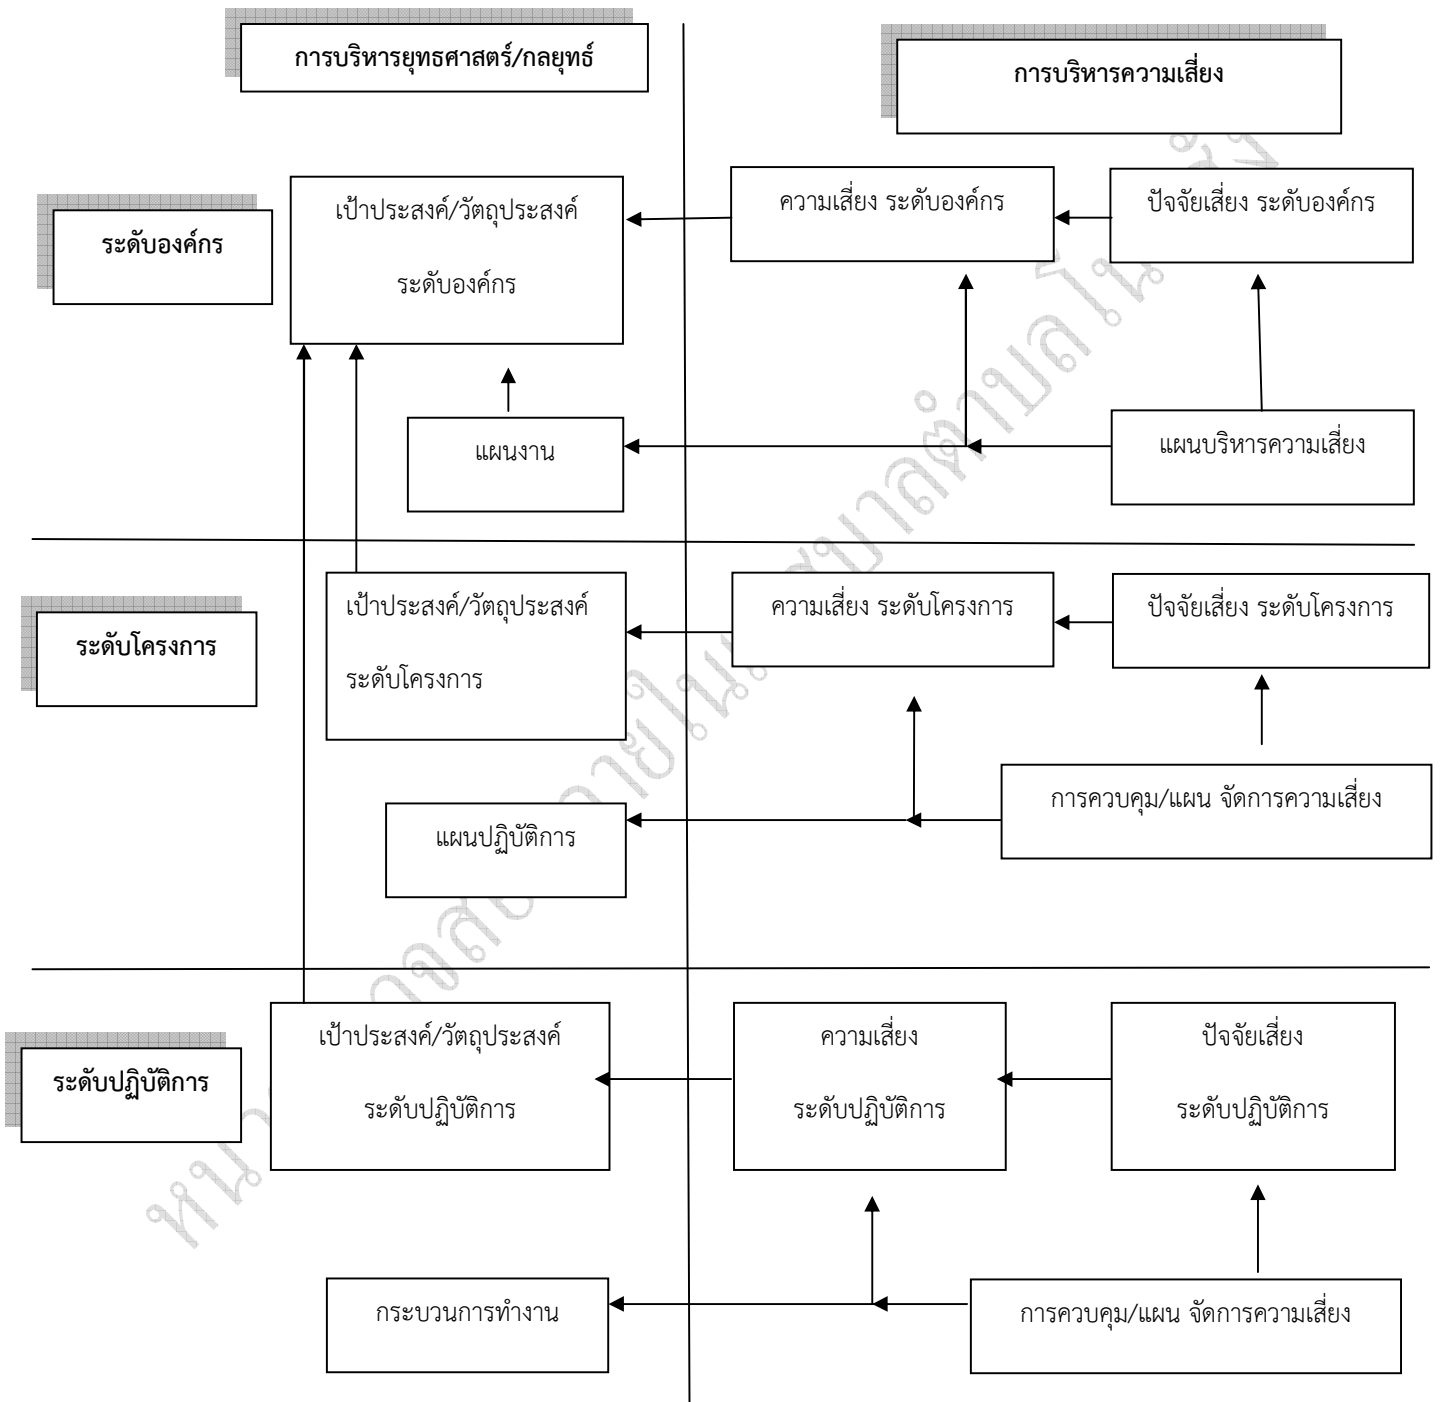 การบริหารยุทธศาสตร์/กลยุทธ์
การบริหารความเสี่ยง
ระดับองค์กร
เป้าประสงค์/วัตถุประสงค์
ระดับองค์กร
ความเสี่ยง ระดับองค์กร
ปัจจัยเสี่ยง ระดับองค์กร
แผนงาน
แผนบริหารความเสี่ยง
ระดับโครงการ
เป้าประสงค์/วัตถุประสงค์
ระดับโครงการ
ความเสี่ยง ระดับโครงการ
ปัจจัยเสี่ยง ระดับโครงการ
แผนปฏิบัติการ
การควบคุม/แผน จัดการความเสี่ยง
ระดับปฏิบัติการ
เป้าประสงค์/วัตถุประสงค์
ระดับปฏิบัติการ
ความเสี่ยง
ระดับปฏิบัติการ
ปัจจัยเสี่ยง
ระดับปฏิบัติการ
กระบวนการทำงาน
การควบคุม/แผน จัดการความเสี่ยง